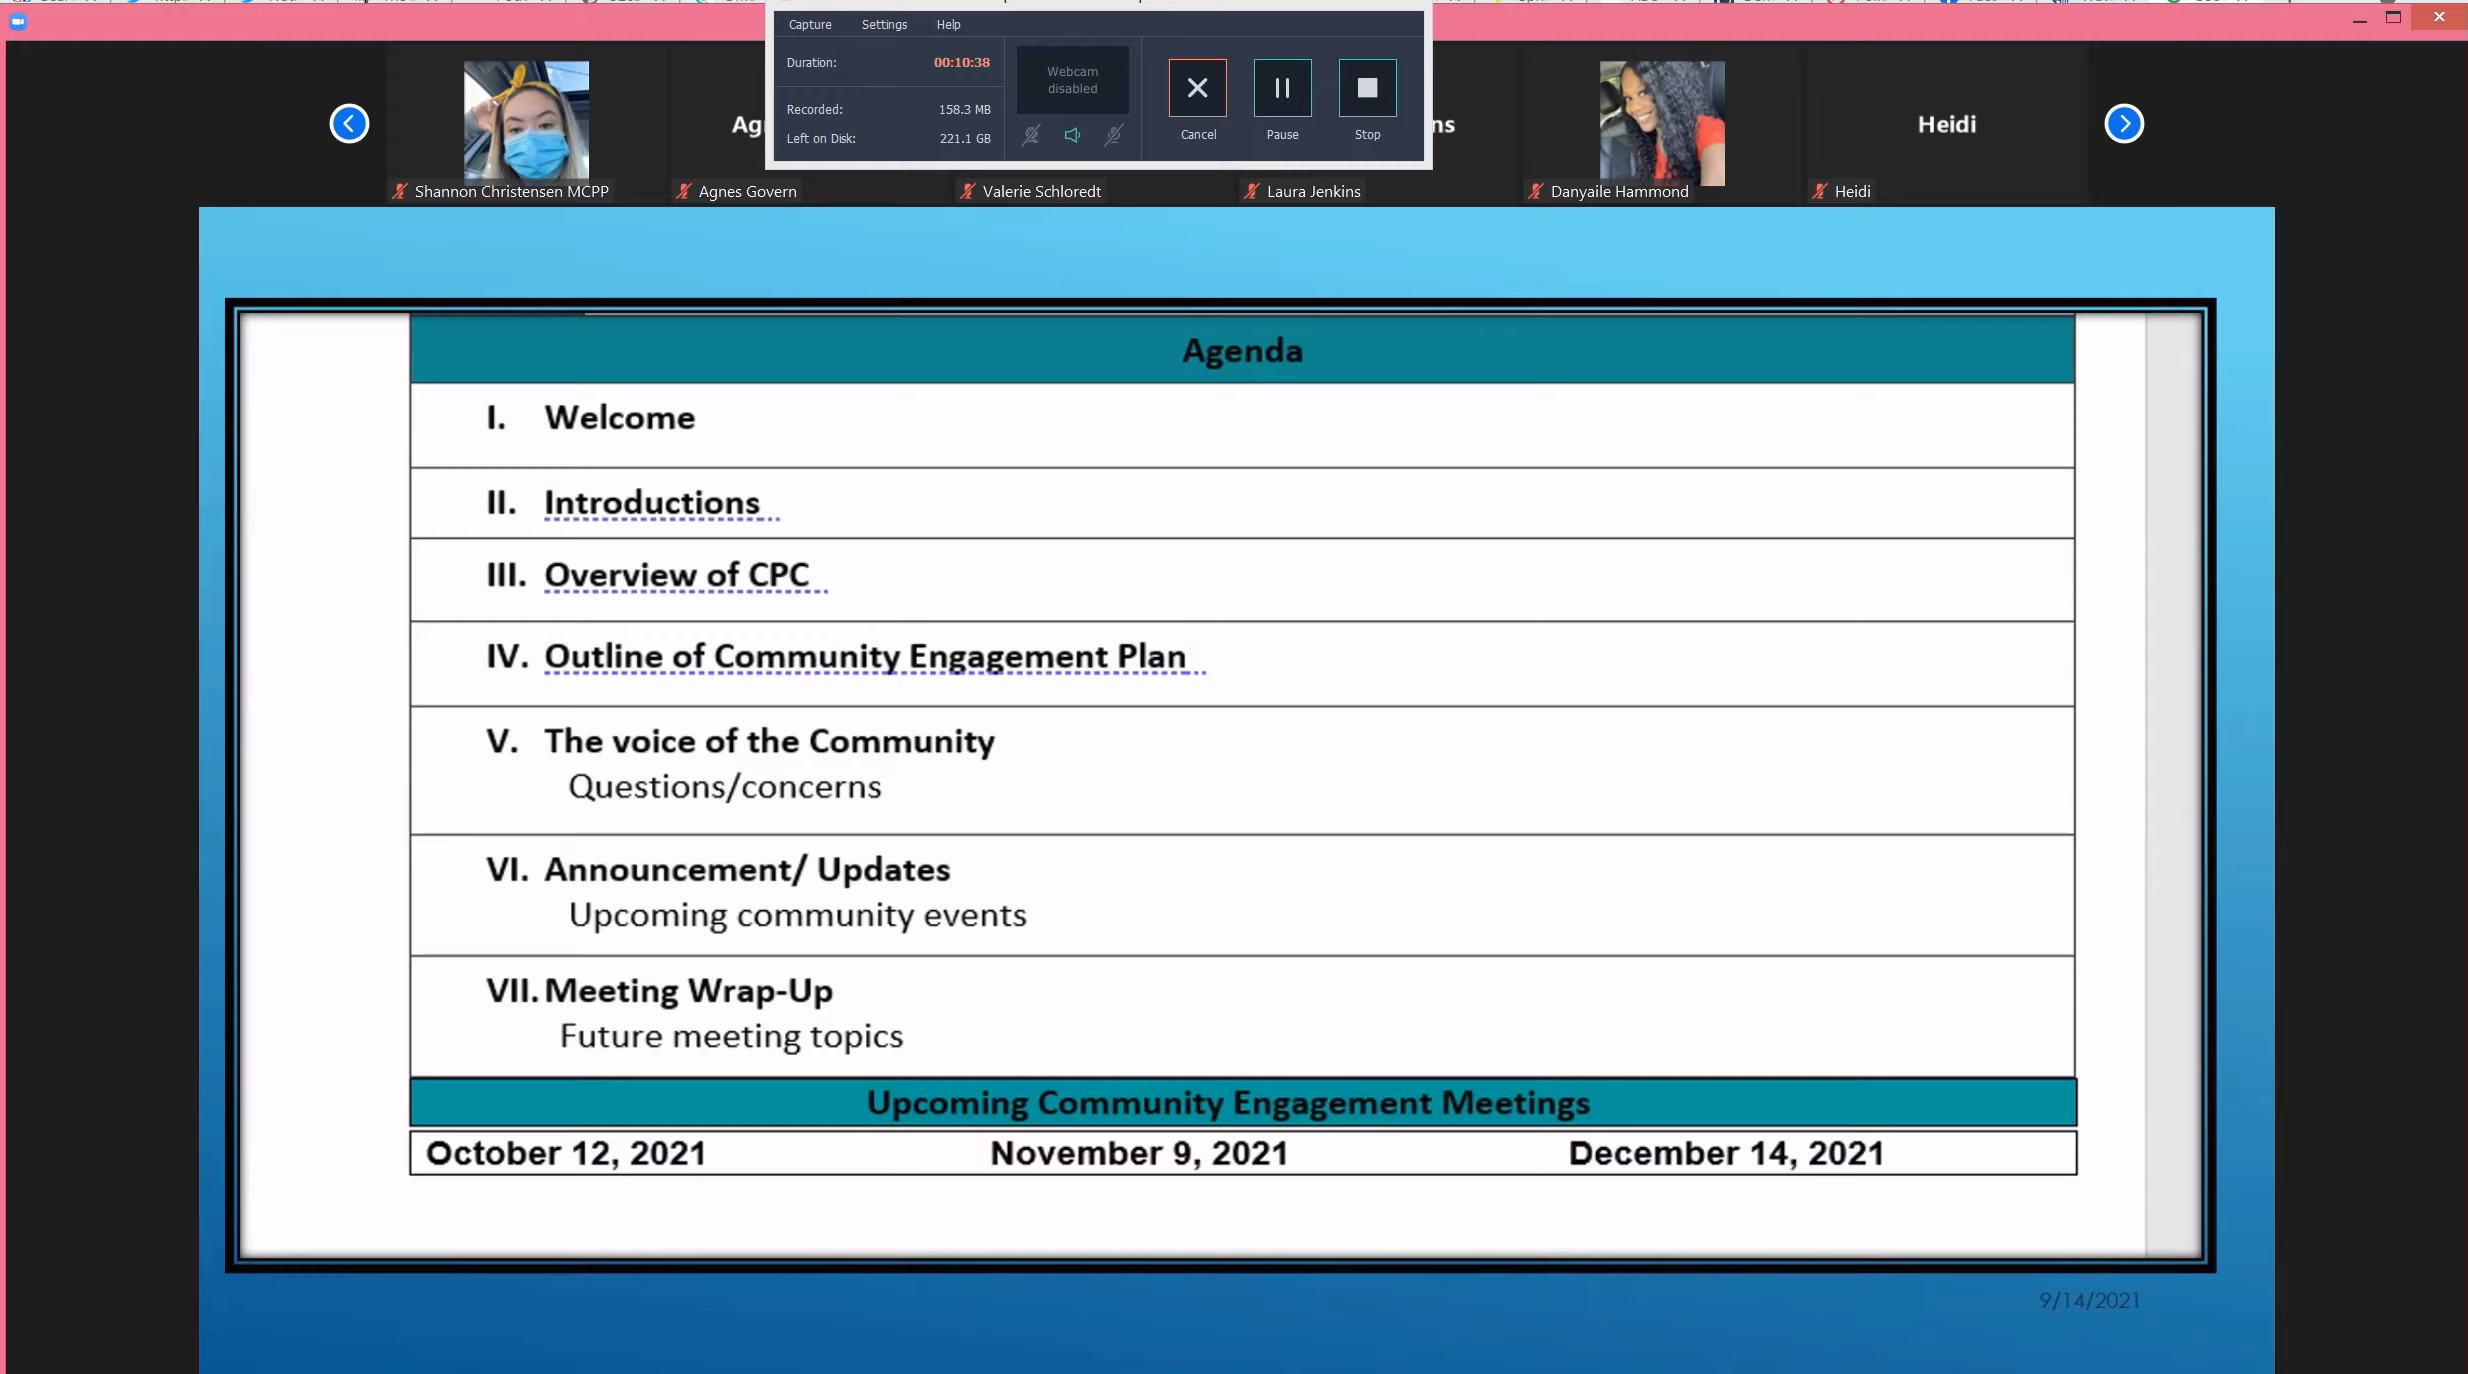 Capture Settings Help
Duration: 00:10:38
Webcam disabled
Recorded: 158.3 MB
Left on Disk: 221.1 GB
Cancel Pause Stop
Heidi
Shannon Christensen MCPP
Agnes Govern
Valerie Schloredt
Laura Jenkins
Danyaile Hammond
Heidi
Agenda
I. Welcome
II. Introductions
III. Overview of CPC
IV. Outline of Community Engagement Plan
V. The voice of the Community
Questions/concerns
VI. Announcement/ Updates
Upcoming community events
VII. Meeting Wrap-Up
Future meeting topics
Upcoming Community Engagement Meetings
October 12, 2021 November 9, 2021 December 14, 2021
9/14/2021